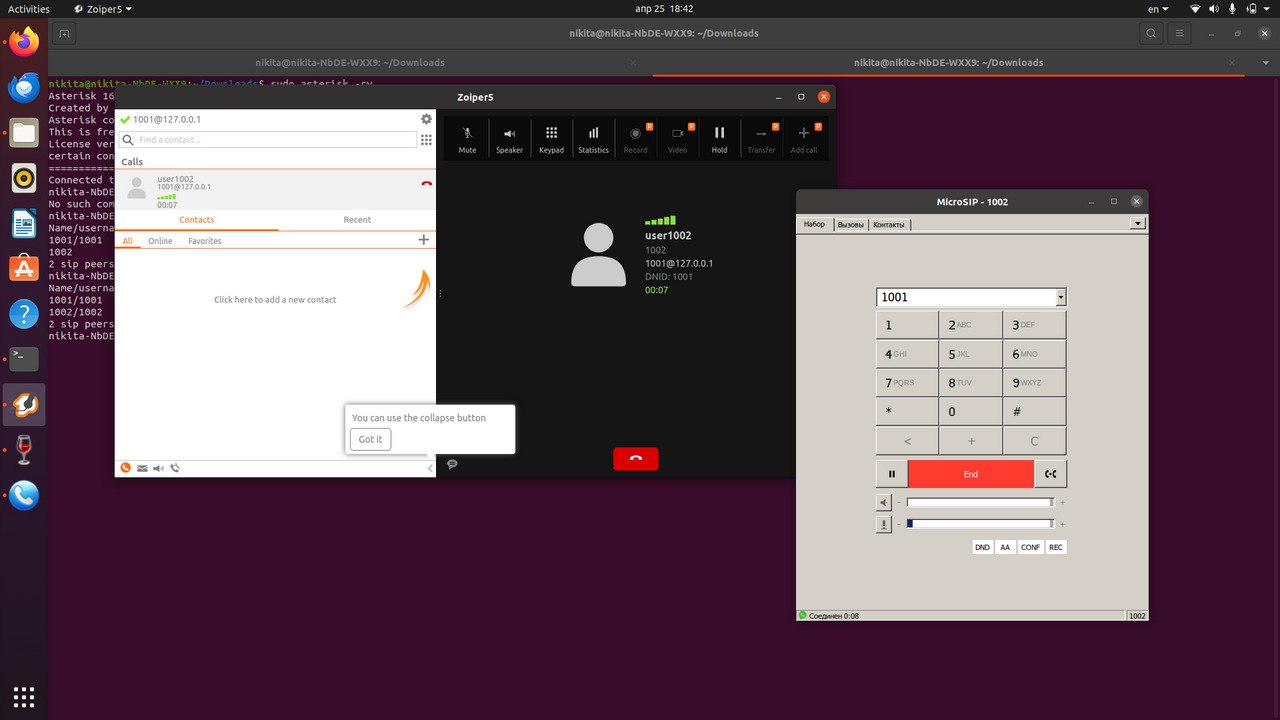 Activities Zoiper5 апр 25 18:42 en
nikita@nikita-NbDE-WXX9: ~/Downloads
nikita@nikita-NbDE-WXX9: ~/Downloads nikita@nikita-NbDE-WXX9: ~/Downloads
nikita@nikita-NbDE-WXX9:~/Downloads$ sudo asterisk -rv
Asterisk 16
Created by
This is fre
License ver
certain con
Connected t
nikita-NbDE
No such com
nikita-NbDE
Name/userna
1001/1001
1002
2 sip peers
nikita-NbDE
Name/userna
1001/1001
1002/1002
2 sip peers
nikita-NbDE
Zoiper5
1001@127.0.0.1
Find a contact ..
Calls
user1002
1001@127.0.0.1
00:07
Contacts Recent
All Online Favorites
Click here to add a new contact
You can use the collapse button
Got it
Mute Speaker Keypad Statistics Record Video Hold Transfer Add call
user1002
1002
1001@127.0.0.1
DNID: 1001
00:07
MicroSIP - 1002
Набор Вызовы Контакты
1001
1 2 ABC 3 DEF
4 GHI 5 JKL 6 MNO
7 PQRS 8 TUV 9 WXYZ
* 0 #
< + C
End
- +
- +
DND AA CONF REC
Соединен 0:08 1002